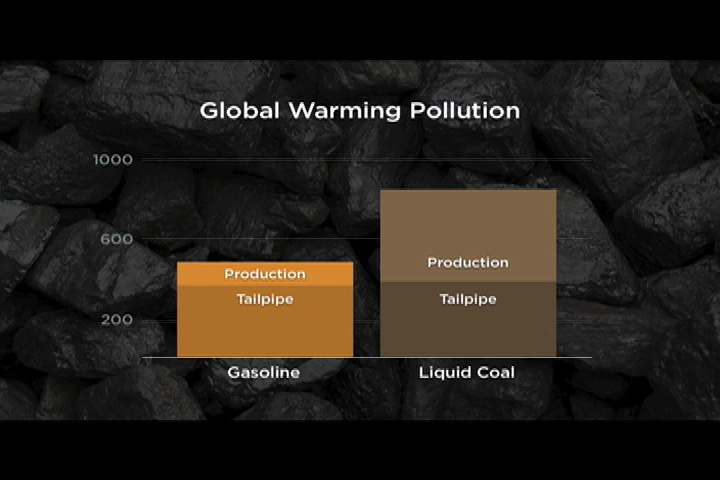 Global Warming Pollution
1000
600
200
Production
Tailpipe
Production
Tailpipe
Gasoline
Liquid Coal